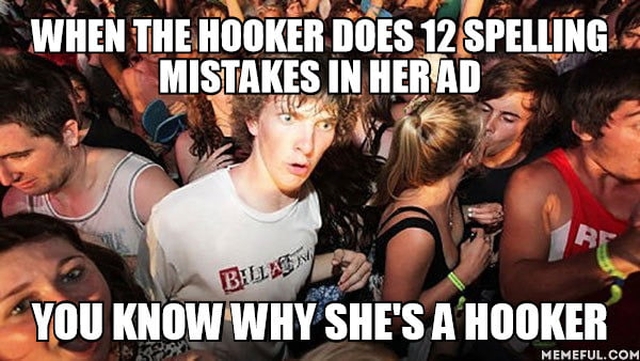 WHEN THE HOOKER DOES 12 SPELLING
MISTAKES IN HER AD
YOU KNOW WHY SHE'S A HOOKER
MEMEFUL.COM